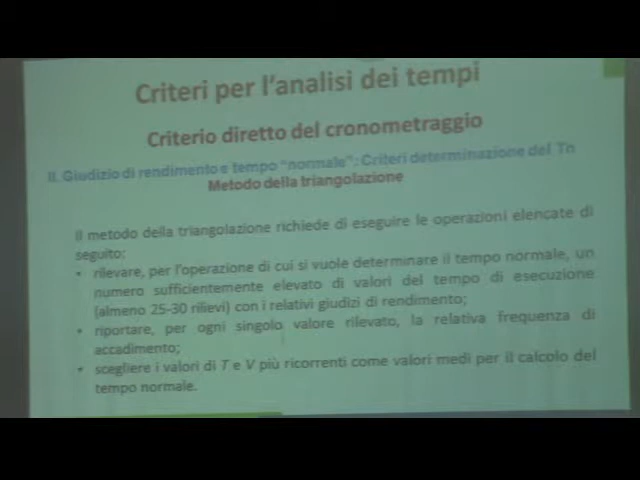 Criteri per l'analisi dei tempi
Criterio diretto del cronometraggio
II. Giudizio di rendimento e tempo "normale": Criteri determinazione del Tn
Metodo della triangolazione
Il metodo della triangolazione richiede di eseguire le operazioni elencate di
seguito:
• rilevare, per l'operazione di cui si vuole determinare il tempo normale, un
numero sufficientemente elevato di valori del tempo di esecuzione
(almeno 25-30 rilievi) con i relativi giudizi di rendimento;
• riportare, per ogni singolo valore rilevato, la relativa frequenza di
accadimento;
• scegliere i valori di T e V più ricorrenti come valori medi per il calcolo del
tempo normale.